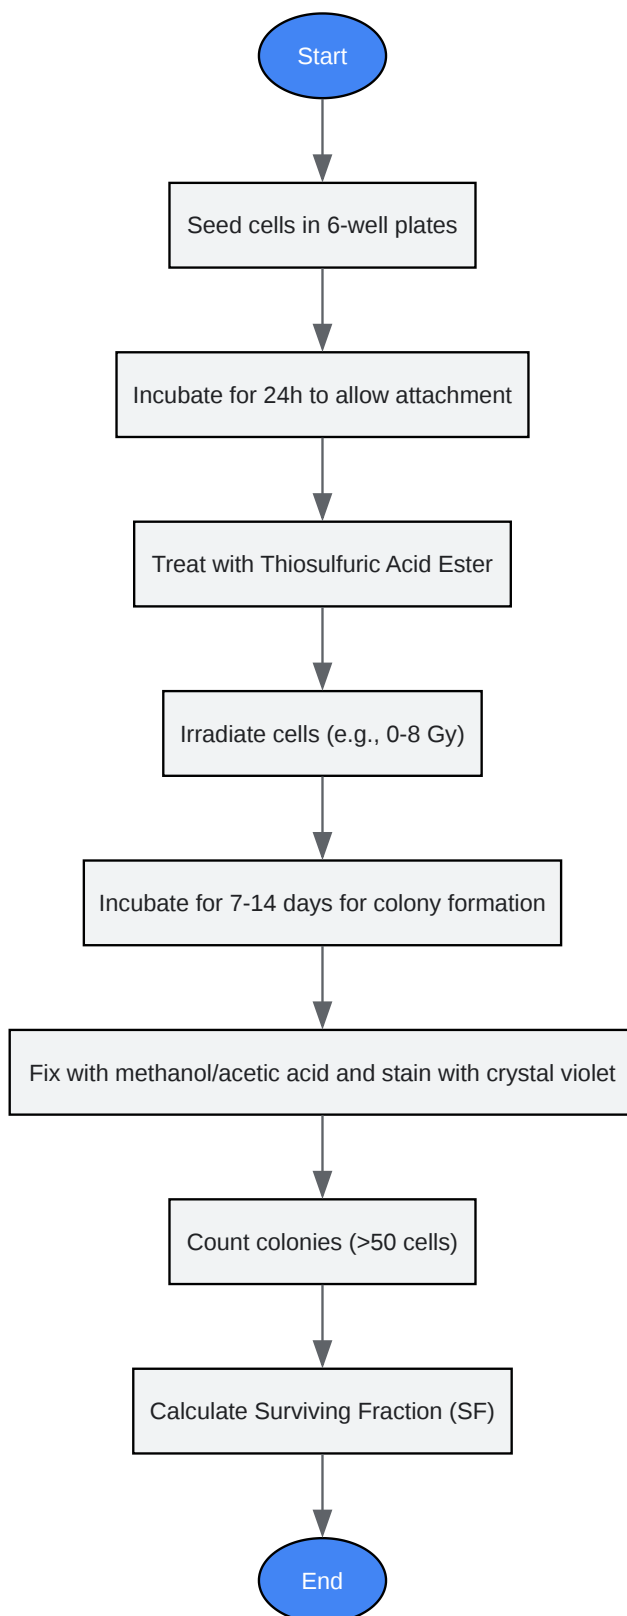 Start
Seed cells in 6-well plates
Incubate for 24h to allow attachment
Treat with Thiosulfuric Acid Ester
Irradiate cells (e.g., 0-8 Gy)
Incubate for 7-14 days for colony formation
Fix with methanol/acetic acid and stain with crystal violet
Count colonies (>50 cells)
Calculate Surviving Fraction (SF)
End